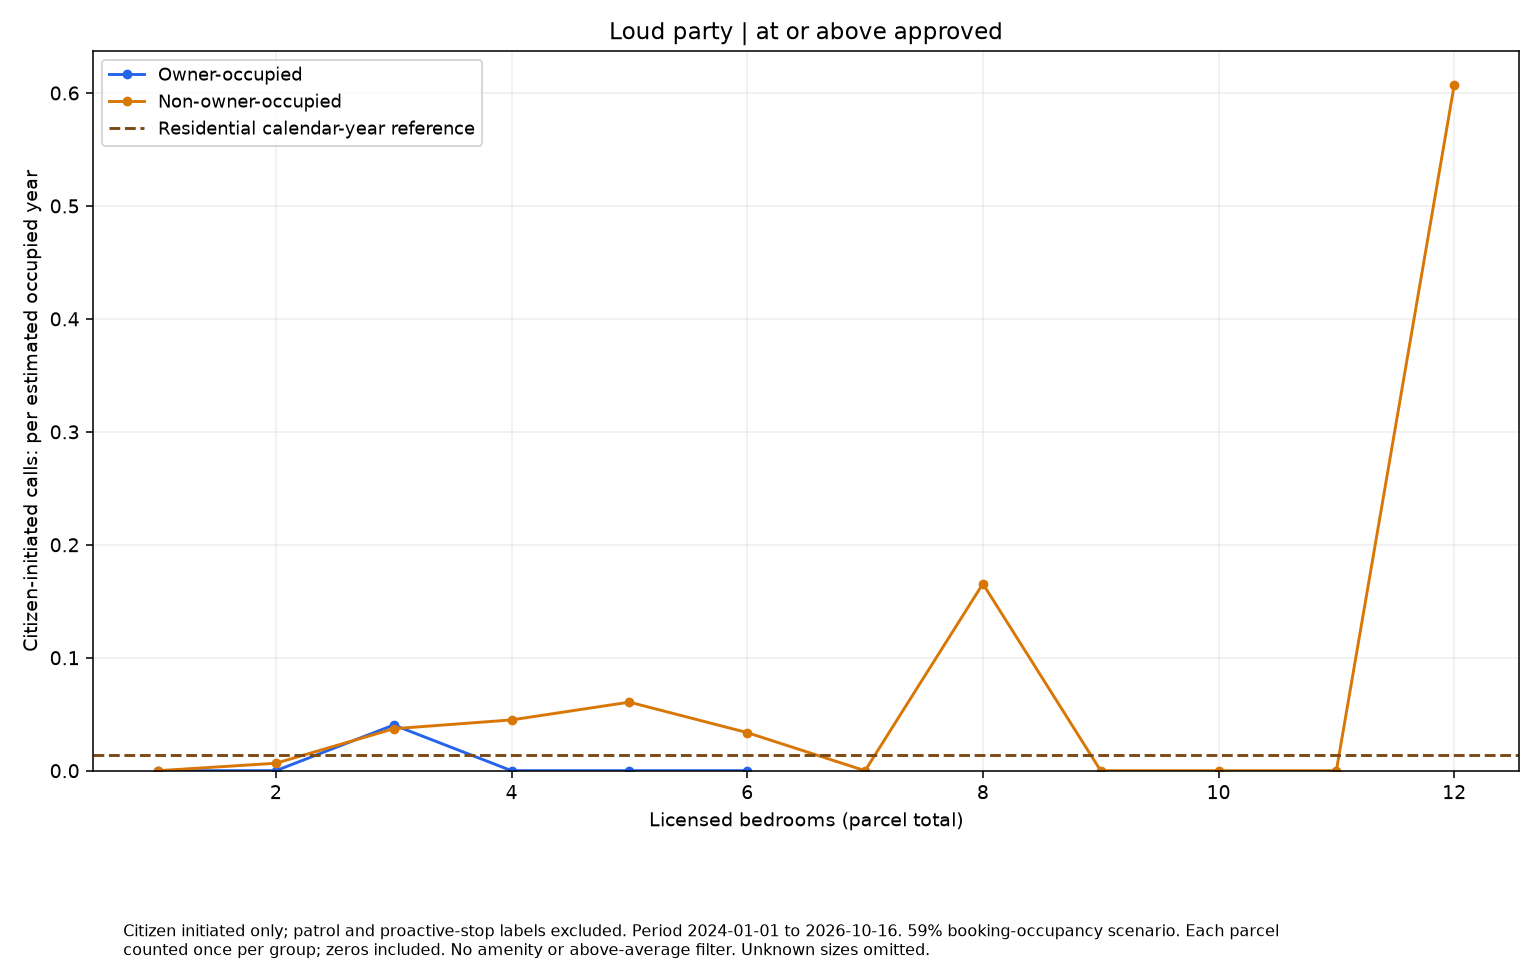 Loud party | at or above approved
Owner-occupied
Non-owner-occupied
Residential calendar-year reference
Citizen-initiated calls: per estimated occupied year
0.6
0.5
0.4
0.3
0.2
0.1
0.0
2 4 6 8 10 12
Licensed bedrooms (parcel total)
Citizen initiated only; patrol and proactive-stop labels excluded. Period 2024-01-01 to 2026-10-16. 59% booking-occupancy scenario. Each parcel
counted once per group; zeros included. No amenity or above-average filter. Unknown sizes omitted.